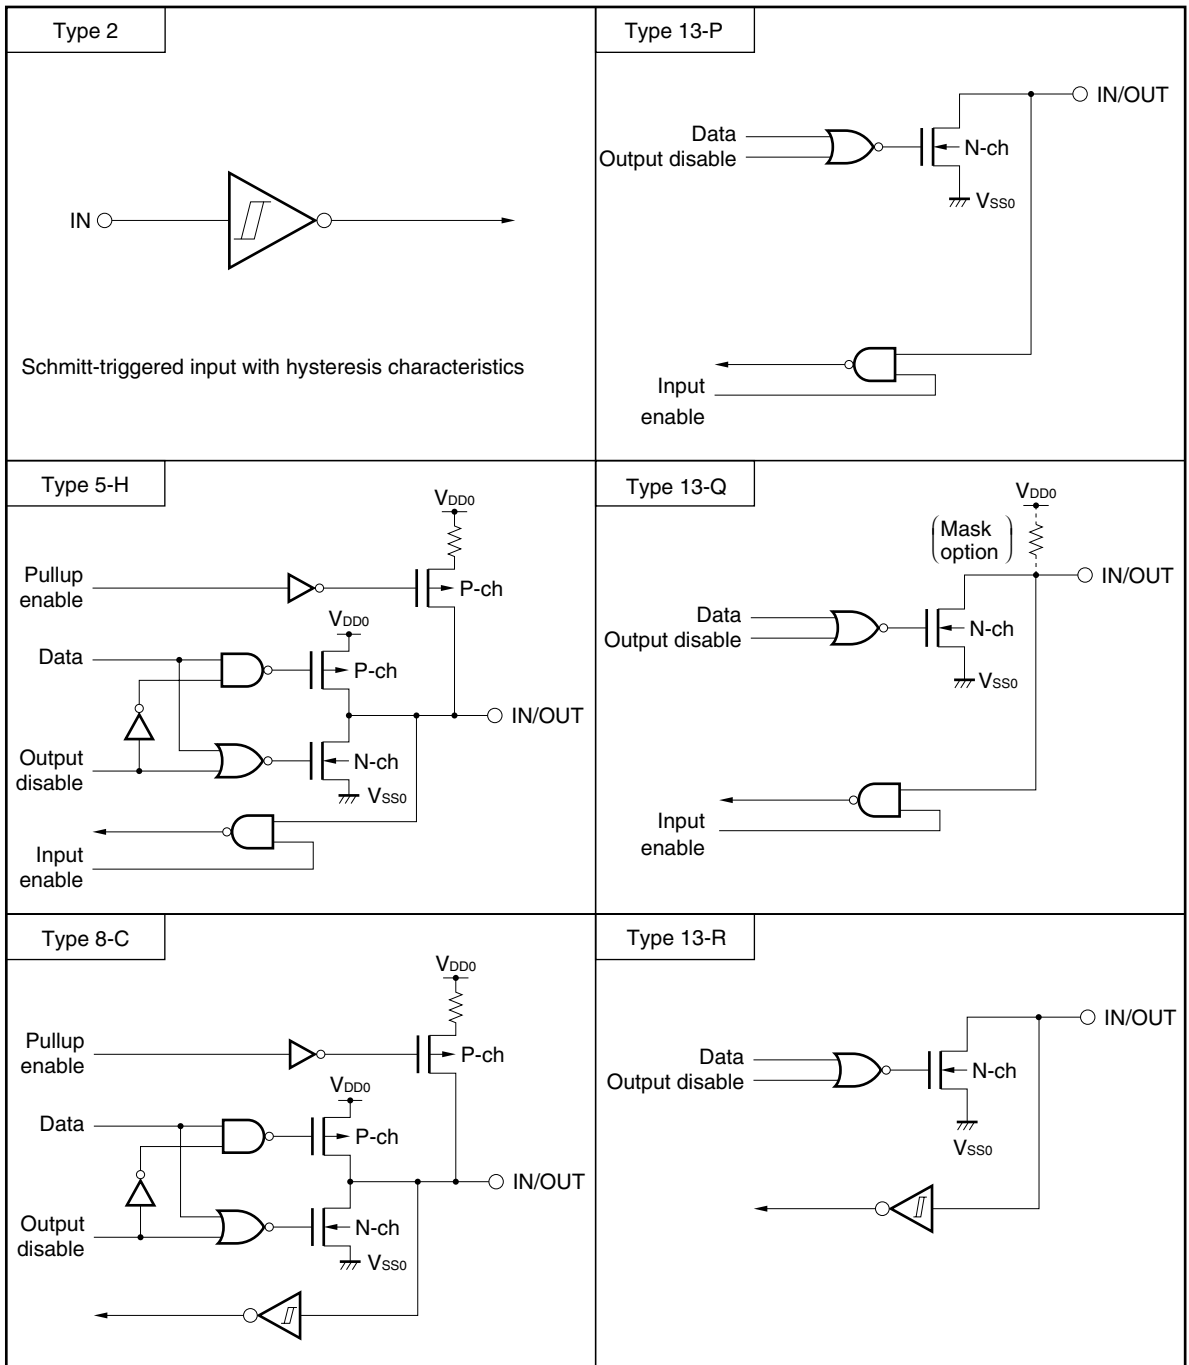 Type 2
IN
Schmitt-triggered input with hysteresis characteristics
Type 13-P
IN/OUT
Data
Output disable
N-ch
VSS0
Input
enable
Type 5-H
VDD0
Pullup
enable
P-ch
VDD0
Data
P-ch
IN/OUT
Output
disable
N-ch
VSS0
Input
enable
Type 13-Q
VDD0
(Mask
option)
IN/OUT
Data
Output disable
N-ch
VSS0
Input
enable
Type 8-C
VDD0
Pullup
enable
P-ch
VDD0
Data
P-ch
IN/OUT
Output
disable
N-ch
VSS0
Type 13-R
IN/OUT
Data
Output disable
N-ch
VSS0